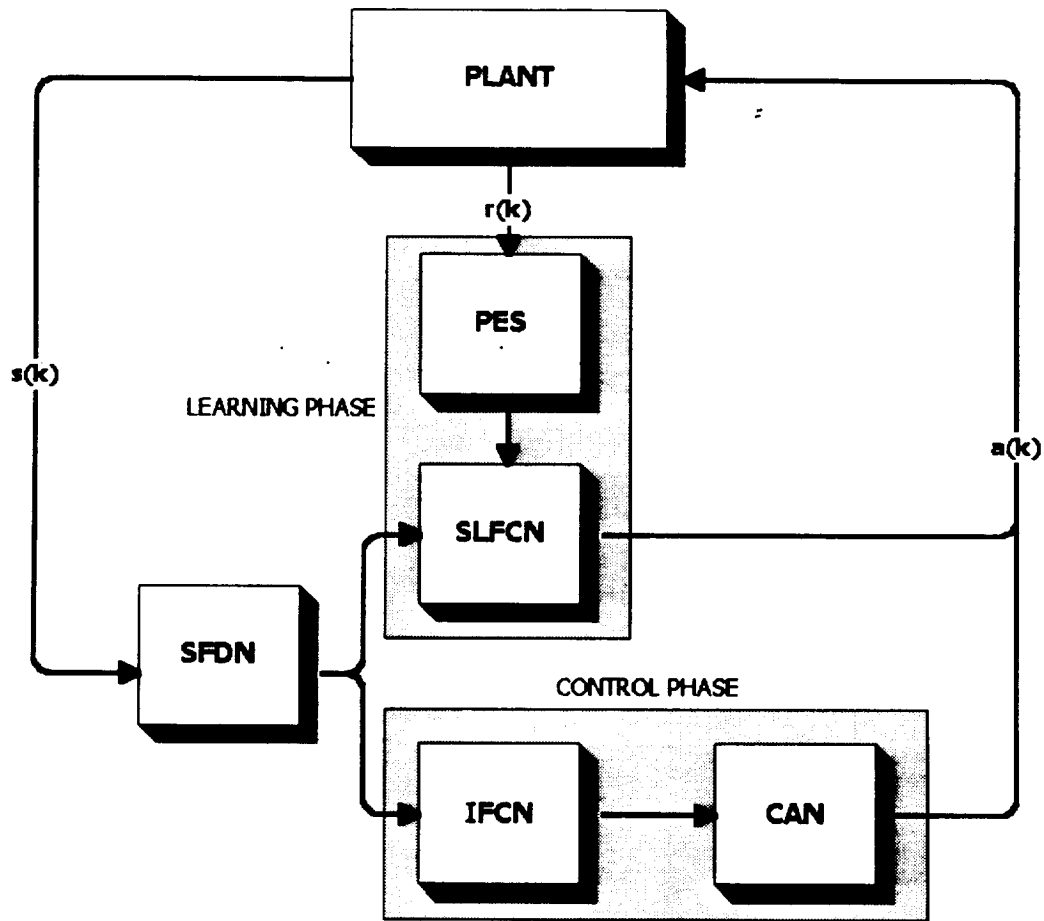 PLANT
r(k)
PES
s(k)
LEARNING PHASE
a(k)
SLFCN
SFDN
CONTROL PHASE
IFCN
CAN